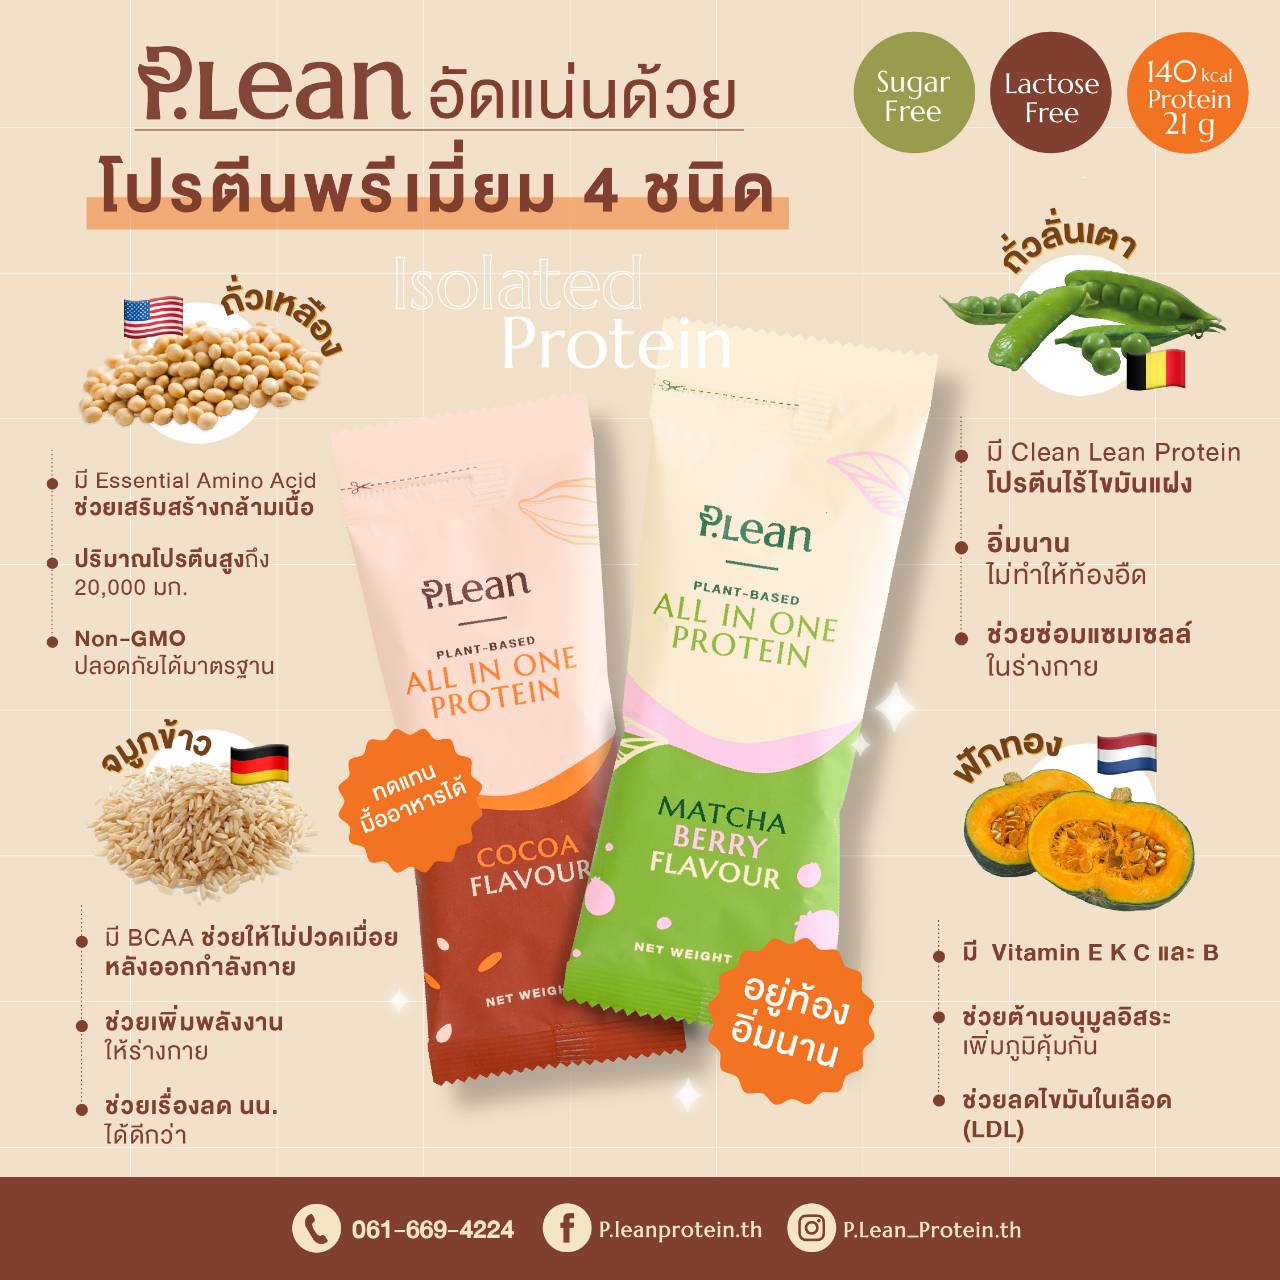 P.Lean อัดแน่นด้วย
โปรตีนพรีเมี่ยม 4 ชนิด
Sugar
Free
Lactose
Free
140 kcal
Protein
21 g
Isolated
Protein
ถั่วเหลือง
มี Essential Amino Acid
ช่วยเสริมสร้างกล้ามเนื้อ
ปริมาณโปรตีนสูงถึง
20,000 มก.
Non-GMO
ปลอดภัยได้มาตรฐาน
ถั่วลันเตา
มี Clean Lean Protein
โปรตีนไร้ไขมันแฝง
อิ่มนาน
ไม่ทำให้ท้องอืด
ช่วยซ่อมแซมเซลล์
ในร่างกาย
P.Lean
PLANT-BASED
ALL IN ONE
PROTEIN
COCOA
FLAVOUR
NET WEIGH
P.Lean
PLANT-BASED
ALL IN ONE
PROTEIN
MATCHA
BERRY
FLAVOUR
NET WEIGHT
ทดแทน
มื้ออาหารได้
อยู่ท้อง
อิ่มนาน
จมูกข้าว
มี BCAA ช่วยให้ไม่ปวดเมื่อย
หลังออกกำลังกาย
ช่วยเพิ่มพลังงาน
ให้ร่างกาย
ช่วยเรื่องลด นน.
ได้ดีกว่า
ฟักทอง
มี Vitamin E K C และ B
ช่วยต้านอนุมูลอิสระ
เพิ่มภูมิคุ้มกัน
ช่วยลดไขมันในเลือด
(LDL)
061-669-4224
P.leanprotein.th
P.Lean_Protein.th